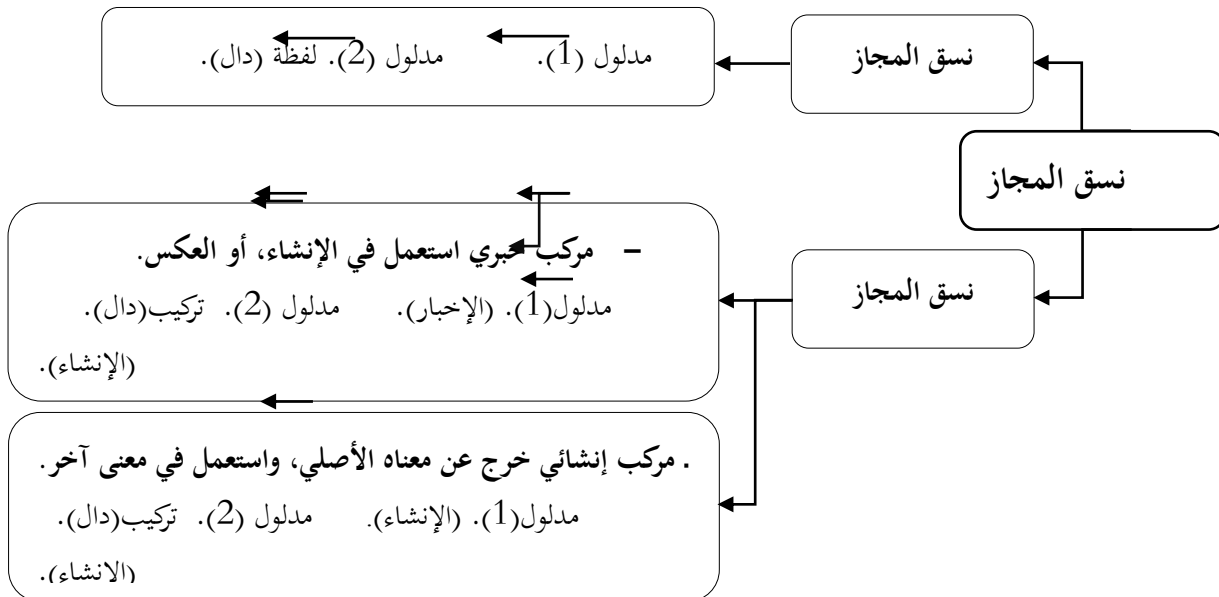 نسق المجاز
نسق المجاز
مدلول (1). مدلول (2). لفظة (دال).
نسق المجاز
– مركب خبري استعمل في الإنشاء، أو العكس.
مدلول(1). (الإخبار). مدلول (2). تركيب(دال).
(الإنشاء).
. مركب إنشائي خرج عن معناه الأصلي، واستعمل في معنى آخر.
مدلول(1). (الإنشاء). مدلول (2). تركيب(دال).
(الانشاء).